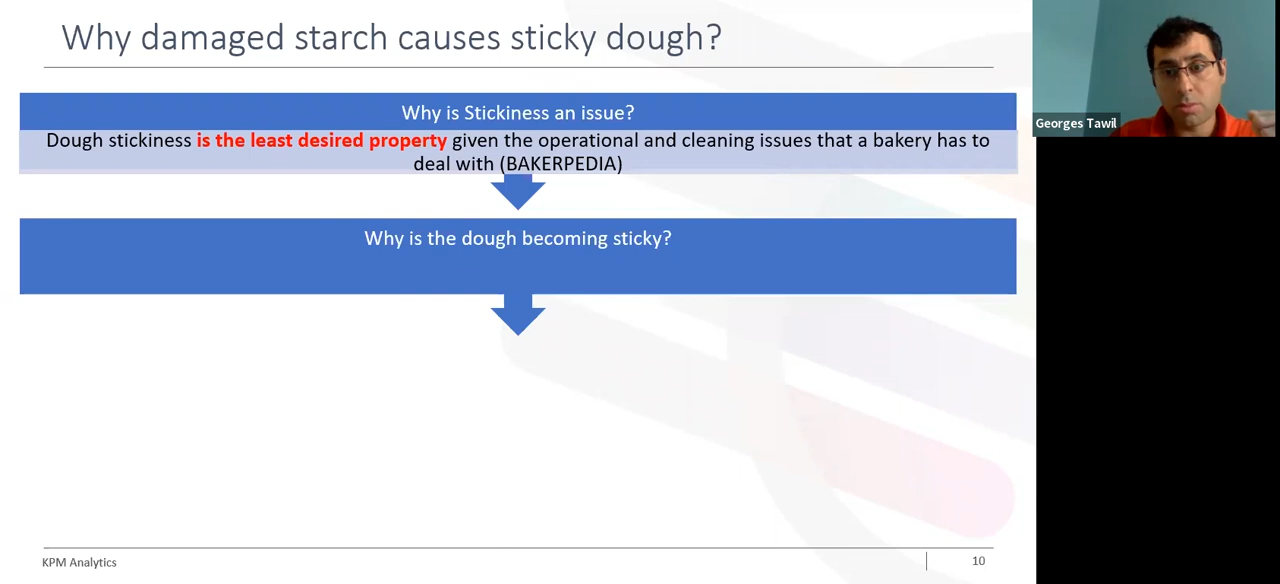 Why damaged starch causes sticky dough?
Why is Stickiness an issue?
Dough stickiness is the least desired property given the operational and cleaning issues that a bakery has to
deal with (BAKERPEDIA)
Why is the dough becoming sticky?
KPM Analytics
10
Georges Tawil